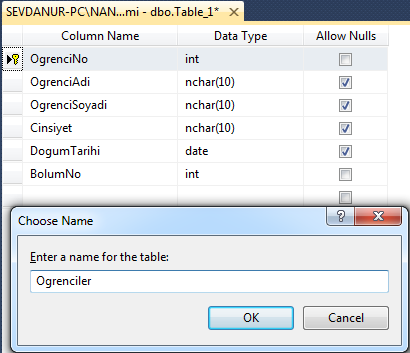 SEVDANUR-PC\NAN...mi - dbo.Table_1* ×
Column Name Data Type Allow Nulls
OgrenciNo int
OgrenciAdi nchar(10)
OgrenciSoyadi nchar(10)
Cinsiyet nchar(10)
DogumTarihi date
BolumNo int
Choose Name ?
Enter a name for the table:
Ogrenciler
OK Cancel